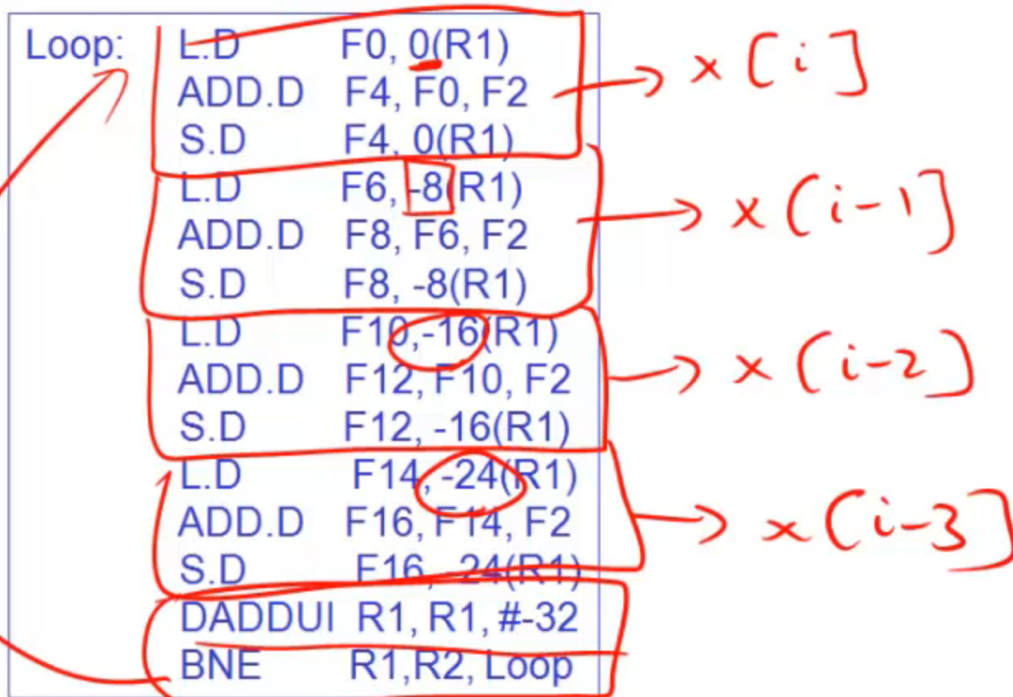 Loop: L.D F0, 0(R1) x[i]
ADD.D F4, F0, F2
S.D F4, 0(R1)
L.D F6, -8(R1) x[i-1]
ADD.D F8, F6, F2
S.D F8, -8(R1)
L.D F10,-16(R1) x[i-2]
ADD.D F12, F10, F2
S.D F12, -16(R1)
L.D F14, -24(R1) x[i-3]
ADD.D F16, F14, F2
S.D F16, -24(R1)
DADDUI R1, R1, #-32
BNE R1,R2, Loop